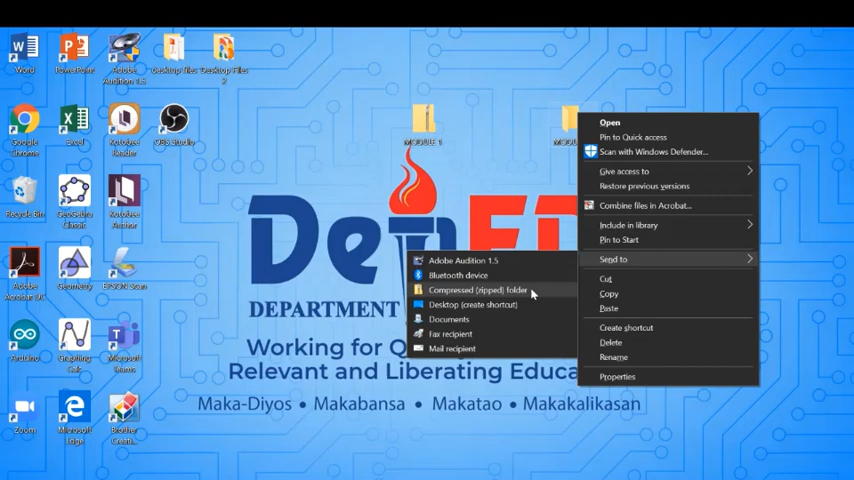 Word
PowerPoint
Adobe
Audition 1.5
Desktop files
Desktop Files
2
Google
Chrome
Excel
Kotobee
Reader
OBS Studio
MODULE 1
MODU
Recycle Bin
GeoGebra
Classic
Kotobee
Author
Adobe
Acrobat DC
Geometry
EPSON Scan
Arduino
Graphing
Calc
Microsoft
Teams
Zoom
Microsoft
Edge
Brother
Creati...
DepED
DEPARTMENT
Working for Q
Relevant and Liberating Educa
Maka-Diyos • Makabansa • Makatao • Makakalikasan
Open
Pin to Quick access
Scan with Windows Defender...
Give access to
Restore previous versions
Combine files in Acrobat...
Include in library
Pin to Start
Send to
Cut
Copy
Paste
Create shortcut
Delete
Rename
Properties
Adobe Audition 1.5
Bluetooth device
Compressed (zipped) folder
Desktop (create shortcut)
Documents
Fax recipient
Mail recipient